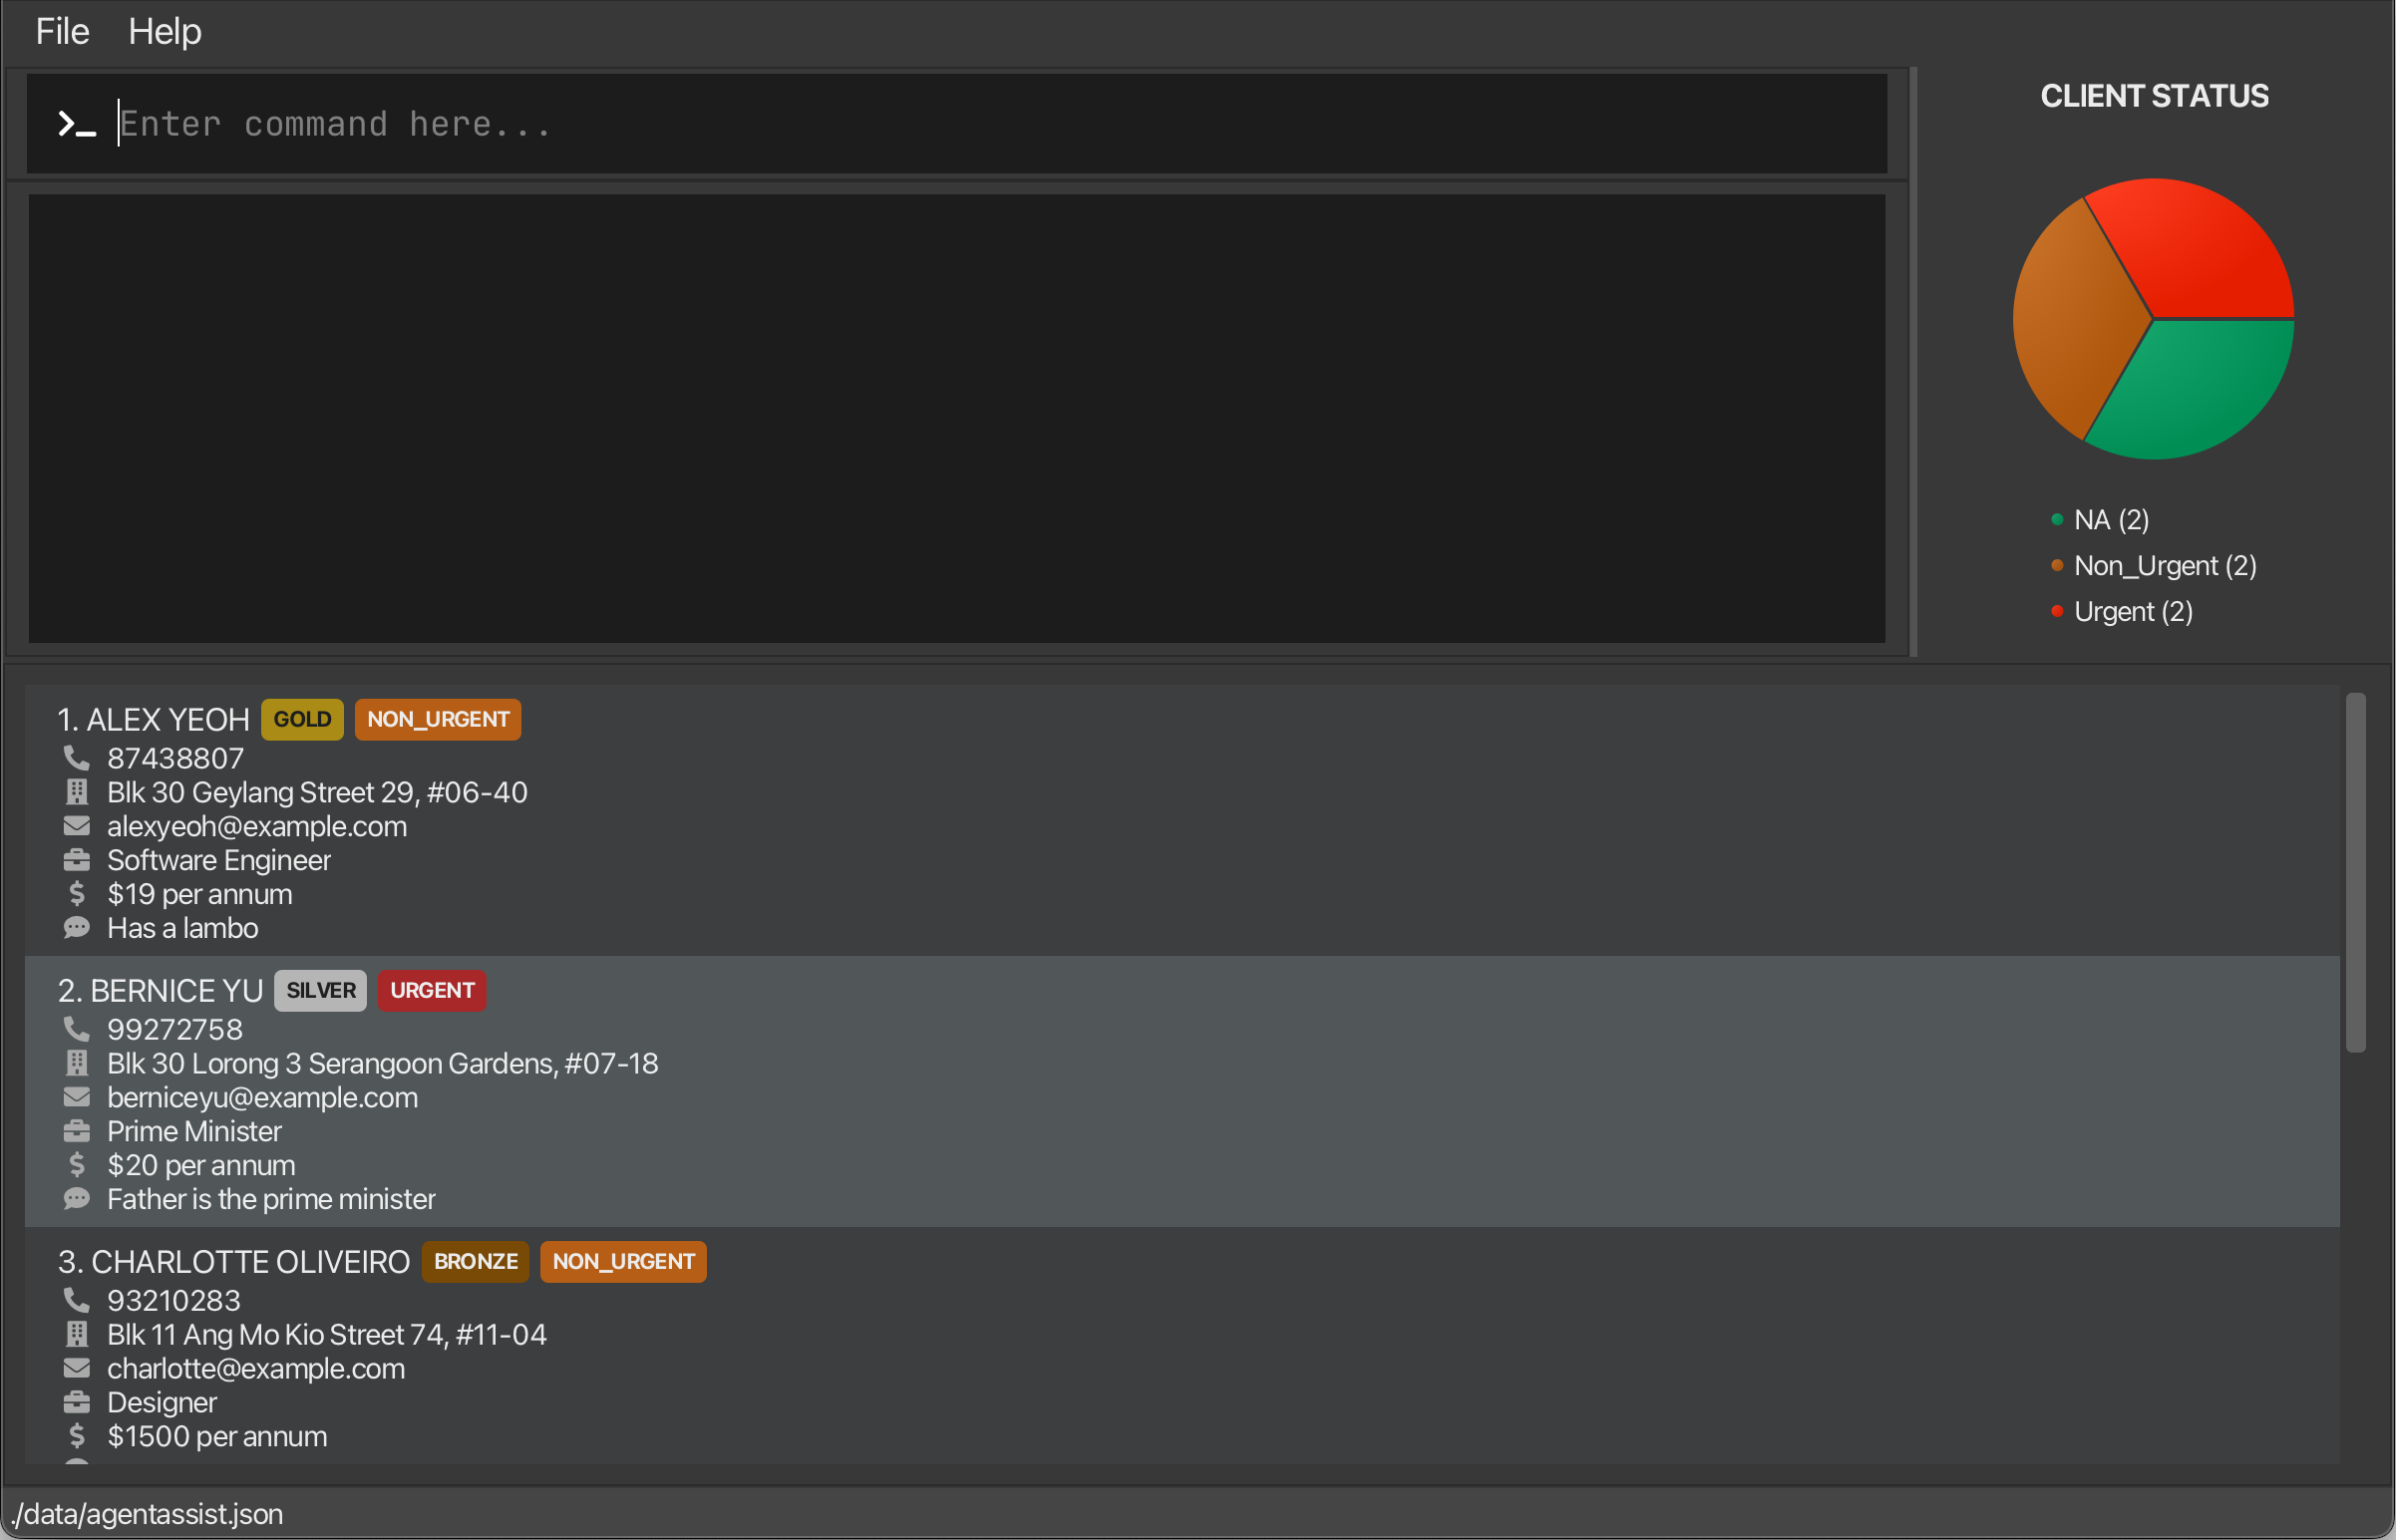 File Help
Enter command here...
CLIENT STATUS
NA (2)
Non_Urgent (2)
Urgent (2)
1. ALEX YEOH GOLD NON_URGENT
87438807
Blk 30 Geylang Street 29, #06-40
alexyeoh@example.com
Software Engineer
$19 per annum
Has a lambo
2. BERNICE YU SILVER URGENT
99272758
Blk 30 Lorong 3 Serangoon Gardens, #07-18
berniceyu@example.com
Prime Minister
$20 per annum
Father is the prime minister
3. CHARLOTTE OLIVEIRO BRONZE NON_URGENT
93210283
Blk 11 Ang Mo Kio Street 74, #11-04
charlotte@example.com
Designer
$1500 per annum
./data/agentassist.json